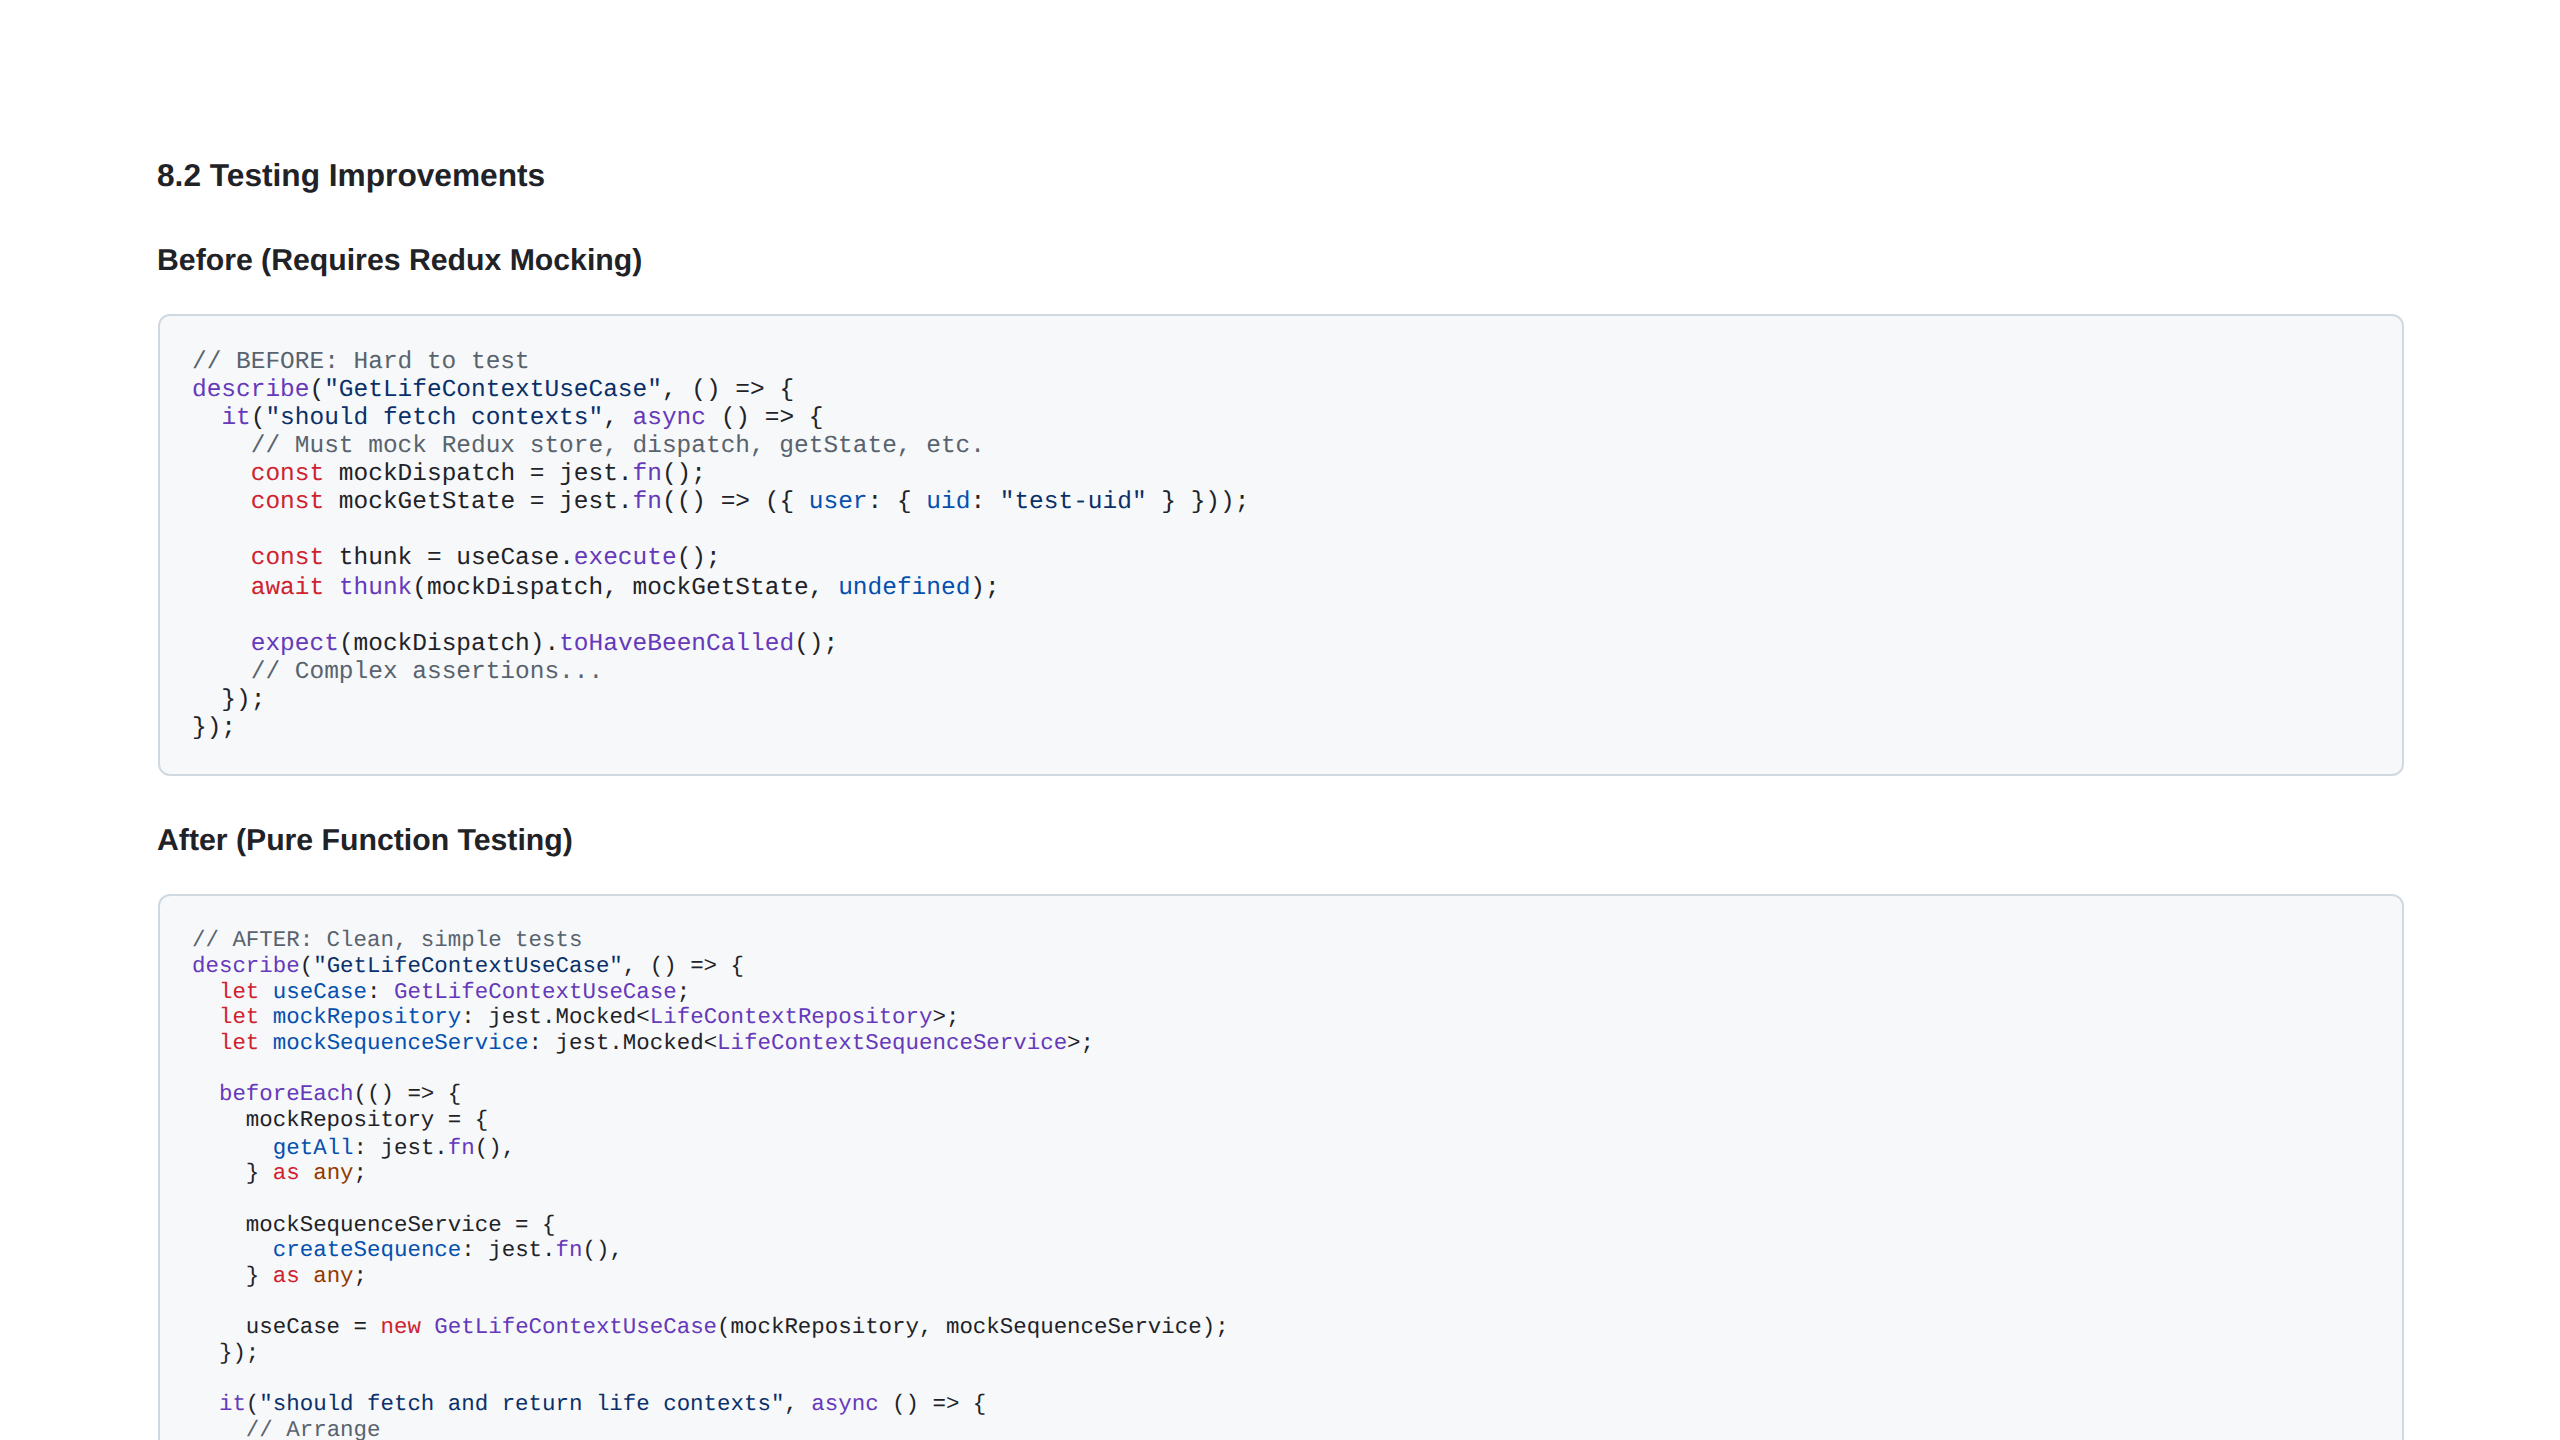 8.2 Testing Improvements
Before (Requires Redux Mocking)
// BEFORE: Hard to test
describe("GetLifeContextUseCase", () => {
  it("should fetch contexts", async () => {
    // Must mock Redux store, dispatch, getState, etc.
    const mockDispatch = jest.fn();
    const mockGetState = jest.fn(() => ({ user: { uid: "test-uid" } }));

    const thunk = useCase.execute();
    await thunk(mockDispatch, mockGetState, undefined);

    expect(mockDispatch).toHaveBeenCalled();
    // Complex assertions...
  });
});
After (Pure Function Testing)
// AFTER: Clean, simple tests
describe("GetLifeContextUseCase", () => {
  let useCase: GetLifeContextUseCase;
  let mockRepository: jest.Mocked<LifeContextRepository>;
  let mockSequenceService: jest.Mocked<LifeContextSequenceService>;

  beforeEach(() => {
    mockRepository = {
      getAll: jest.fn(),
    } as any;

    mockSequenceService = {
      createSequence: jest.fn(),
    } as any;

    useCase = new GetLifeContextUseCase(mockRepository, mockSequenceService);
  });

  it("should fetch and return life contexts", async () => {
    // Arrange